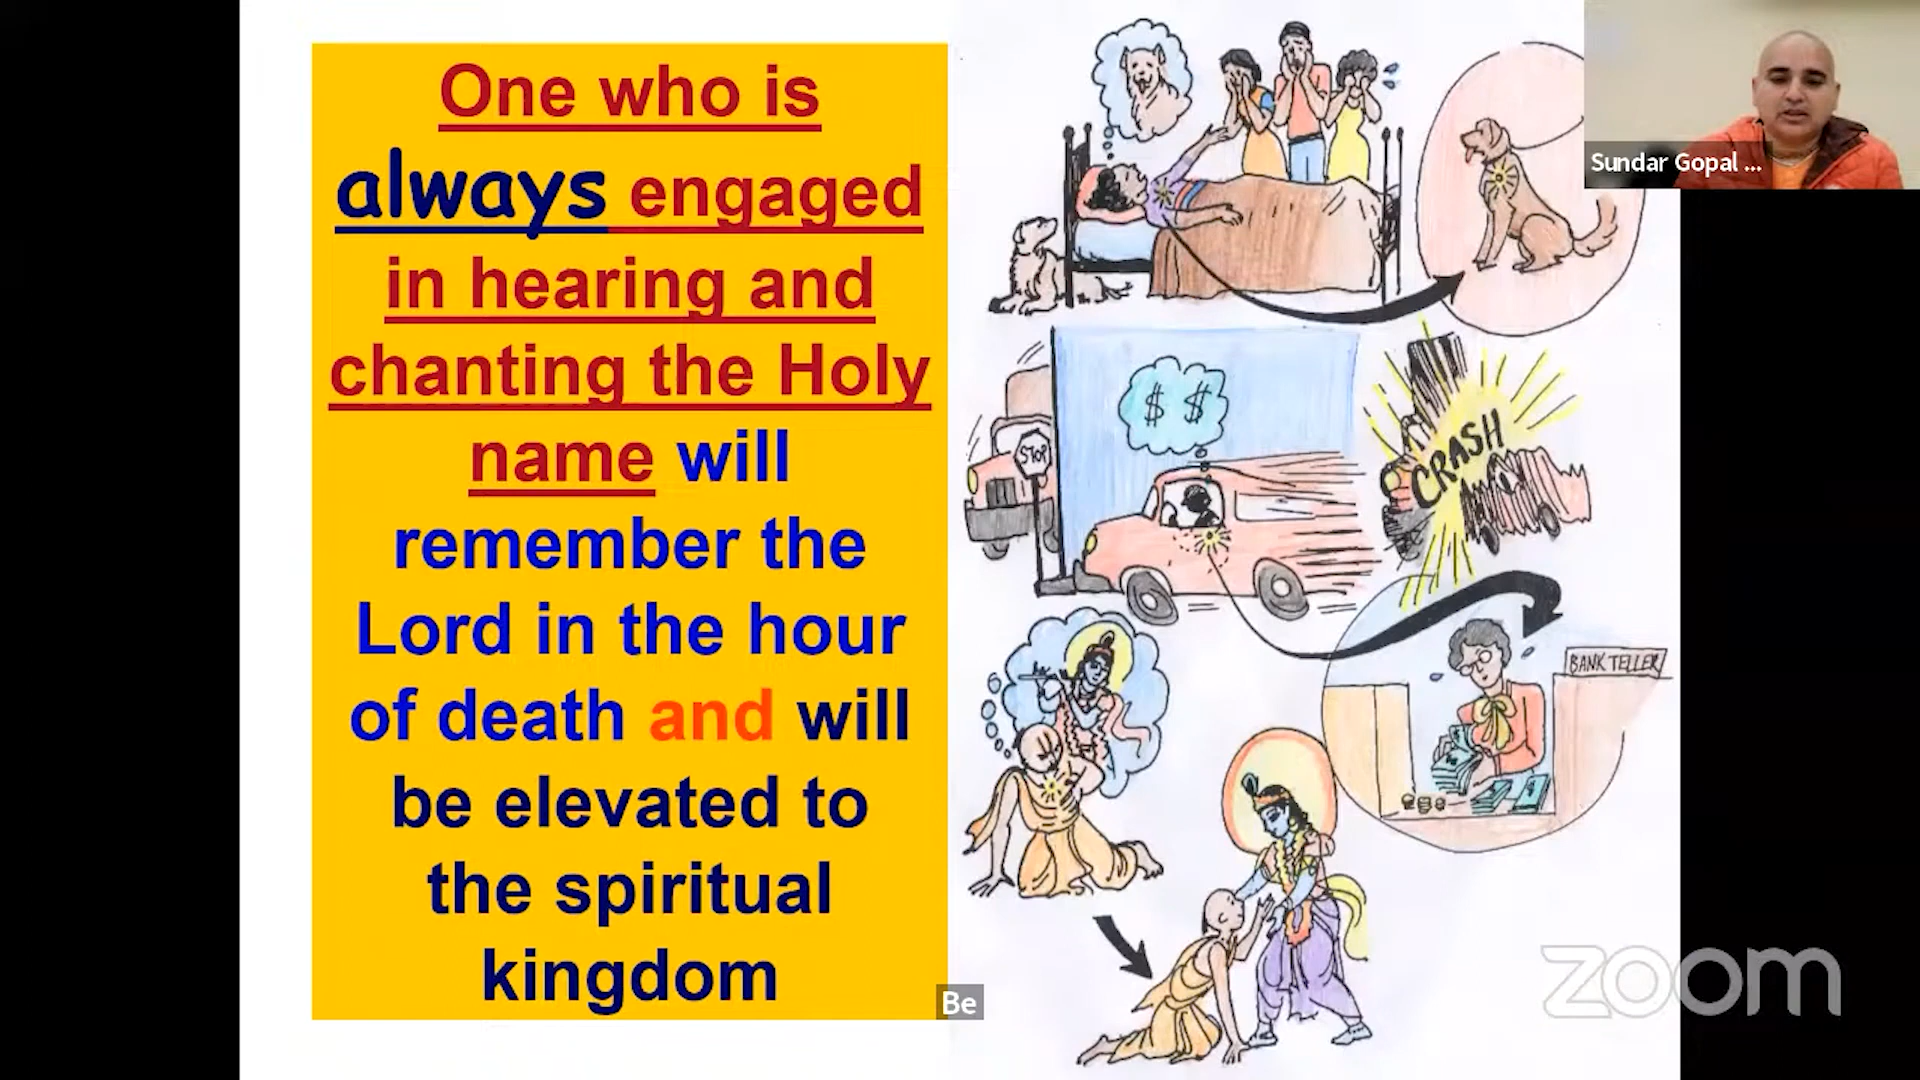 One who is
always engaged
in hearing and
chanting the Holy
name will
remember the
Lord in the hour
of death and will
be elevated to
the spiritual
kingdom
Sundar Gopal ...
$ $
STOP
CRASH
BANK TELLER
Be
zoom